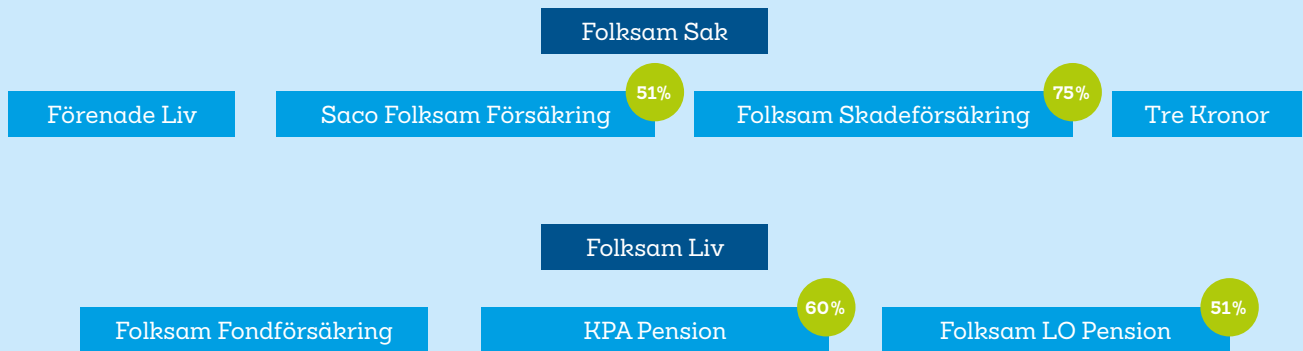 Folksam Sak
Förenade Liv
Saco Folksam Försäkring
51%
Folksam Skadeförsäkring
75%
Tre Kronor
Folksam Liv
Folksam Fondförsäkring
KPA Pension
60%
Folksam LO Pension
51%